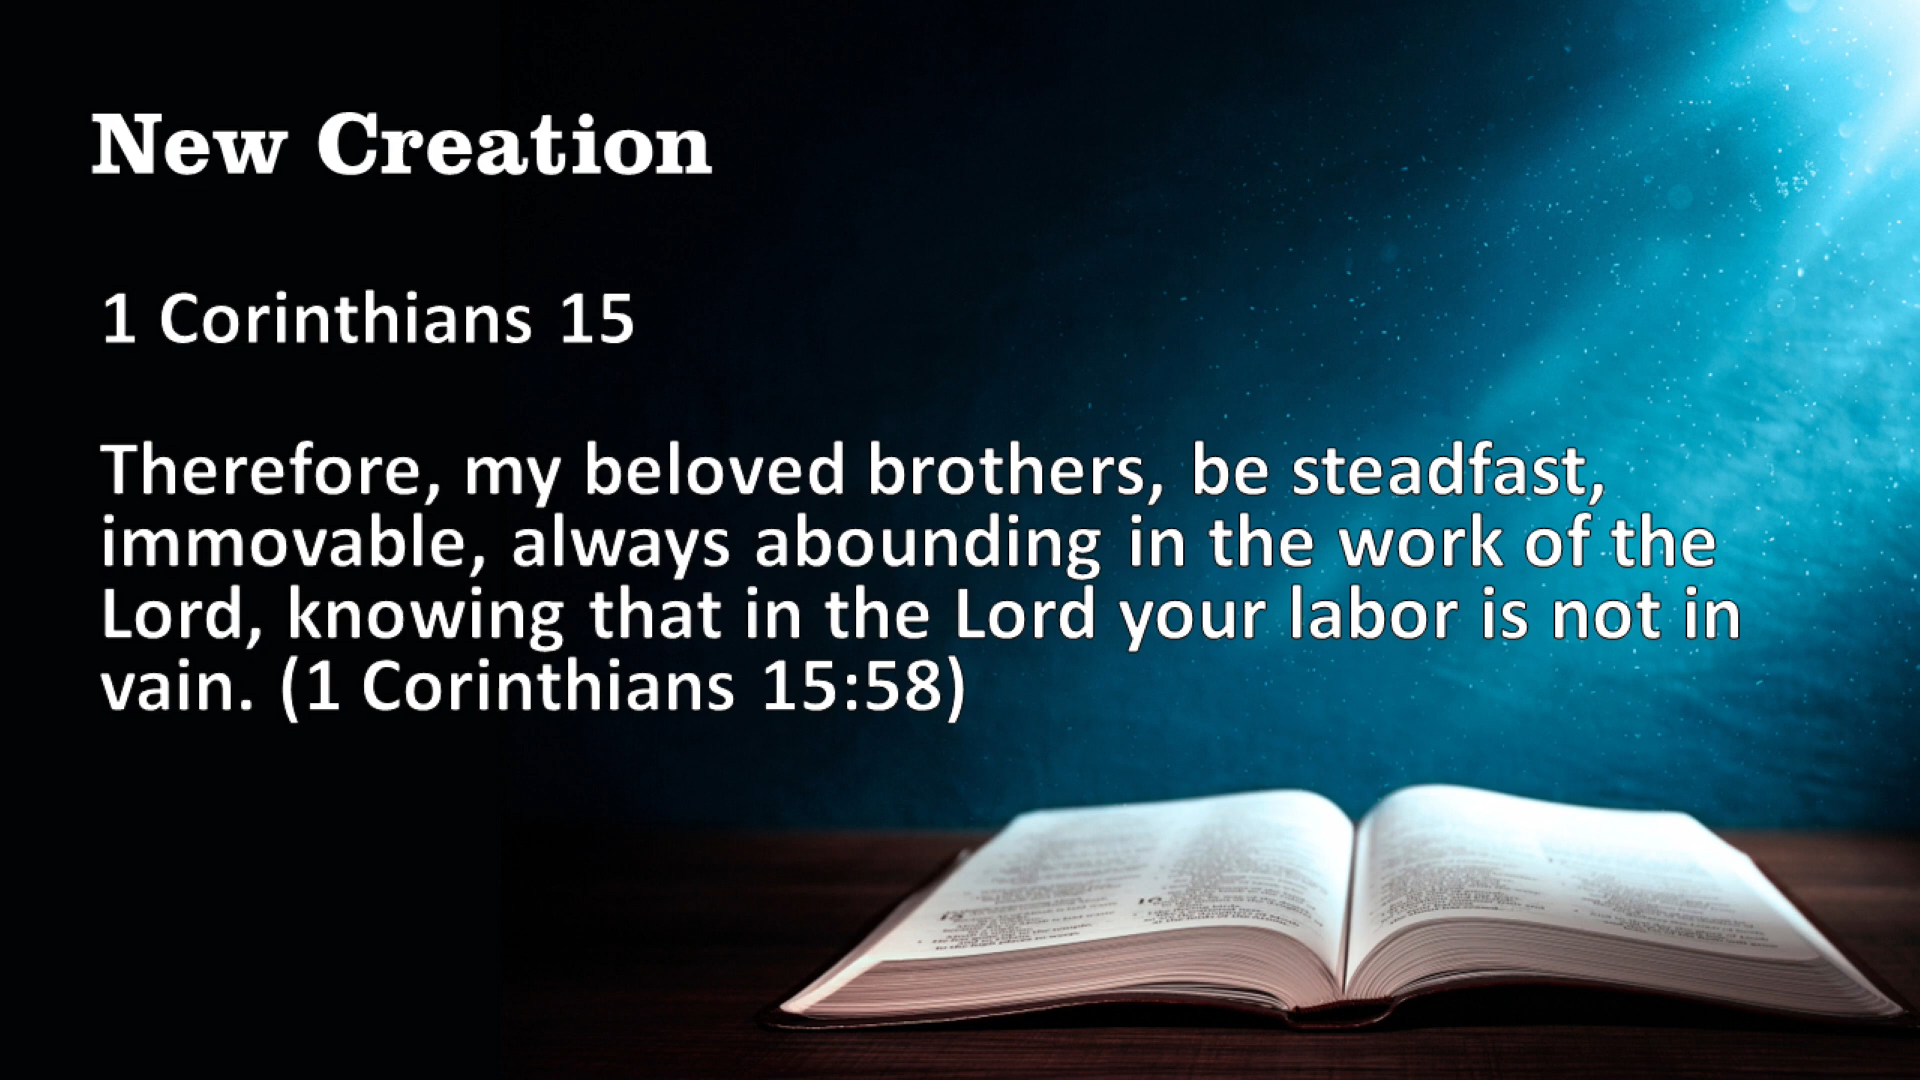 New Creation
1 Corinthians 15
Therefore, my beloved brothers, be steadfast,
immovable, always abounding in the work of the
Lord, knowing that in the Lord your labor is not in
vain. (1 Corinthians 15:58)